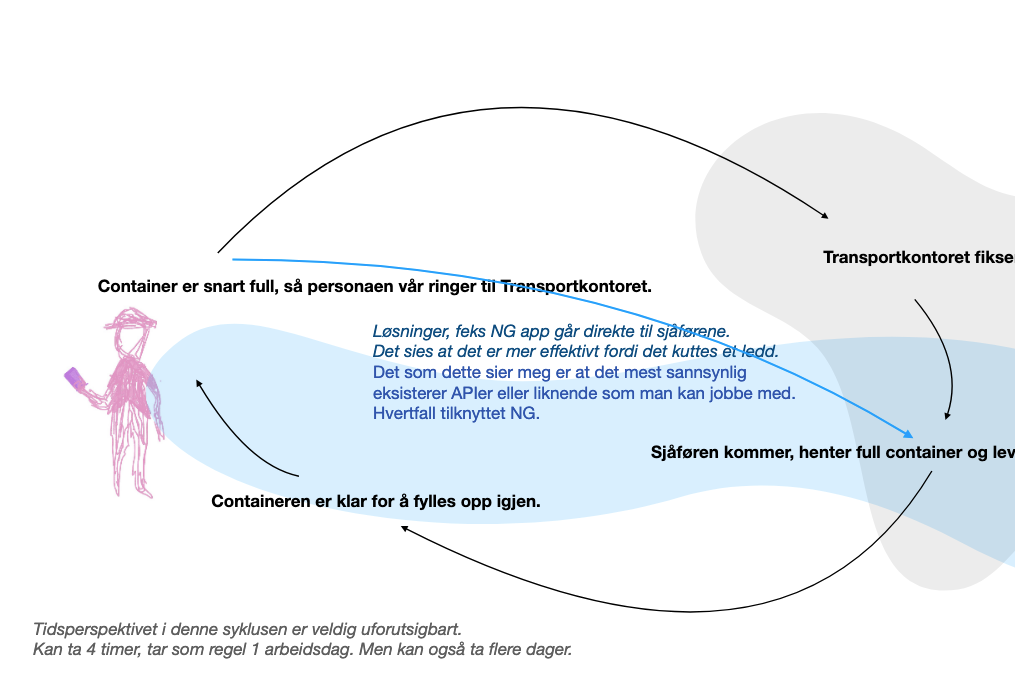 Transportkontoret fikse
Container er snart full, så personaen vår ringer til Transportkontoret.
Løsninger, feks NG app går direkte til sjåførene.
Det sies at det er mer effektivt fordi det kuttes et ledd.
Det som dette sier meg er at det mest sannsynlig
eksisterer APIer eller liknende som man kan jobbe med.
Hvertfall tilknyttet NG.
Sjåføren kommer, henter full container og lev
Containeren er klar for å fylles opp igjen.
Tidsperspektivet i denne syklusen er veldig uforutsigbart.
Kan ta 4 timer, tar som regel 1 arbeidsdag. Men kan også ta flere dager.